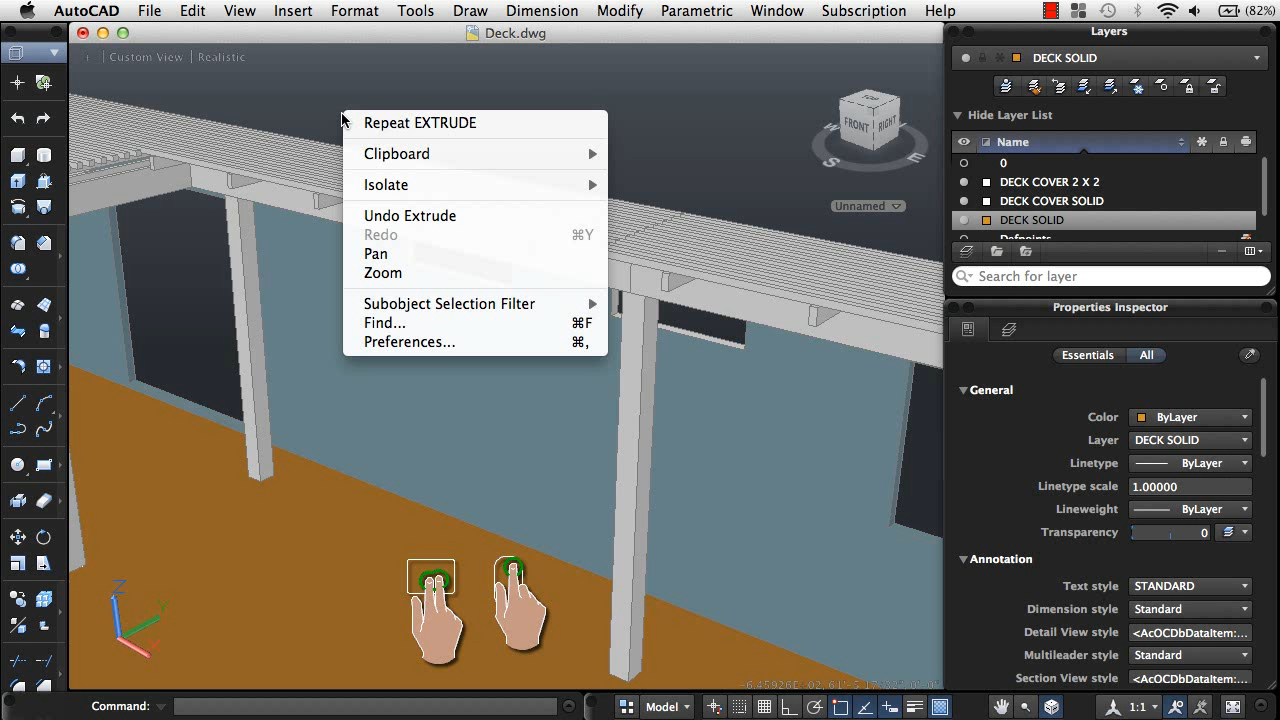 AutoCAD File Edit View Insert Format Tools Draw Dimension Modify Parametric Window Subscription Help (82%)
Deck.dwg
Custom View Realistic
Repeat EXTRUDE
Clipboard
Isolate
Undo Extrude
Redo ⌘Y
Pan
Zoom
Subobject Selection Filter
Find... ⌘F
Preferences... ⌘,
TOP
FRONT RIGHT
W S E
Unnamed
Z
Y
X
Layers
DECK SOLID
Hide Layer List
Name
0
DECK COVER 2 X 2
DECK COVER SOLID
DECK SOLID
Defpoints
Search for layer
Properties Inspector
Essentials All
General
Color ByLayer
Layer DECK SOLID
Linetype ByLayer
Linetype scale 1.00000
Lineweight ByLayer
Transparency 0
Annotation
Text style STANDARD
Dimension style Standard
Detail View style <AcOCDbDataItem:...
Multileader style Standard
Section View style <AcOCDbDataItem:...
Command:
Model
1:1